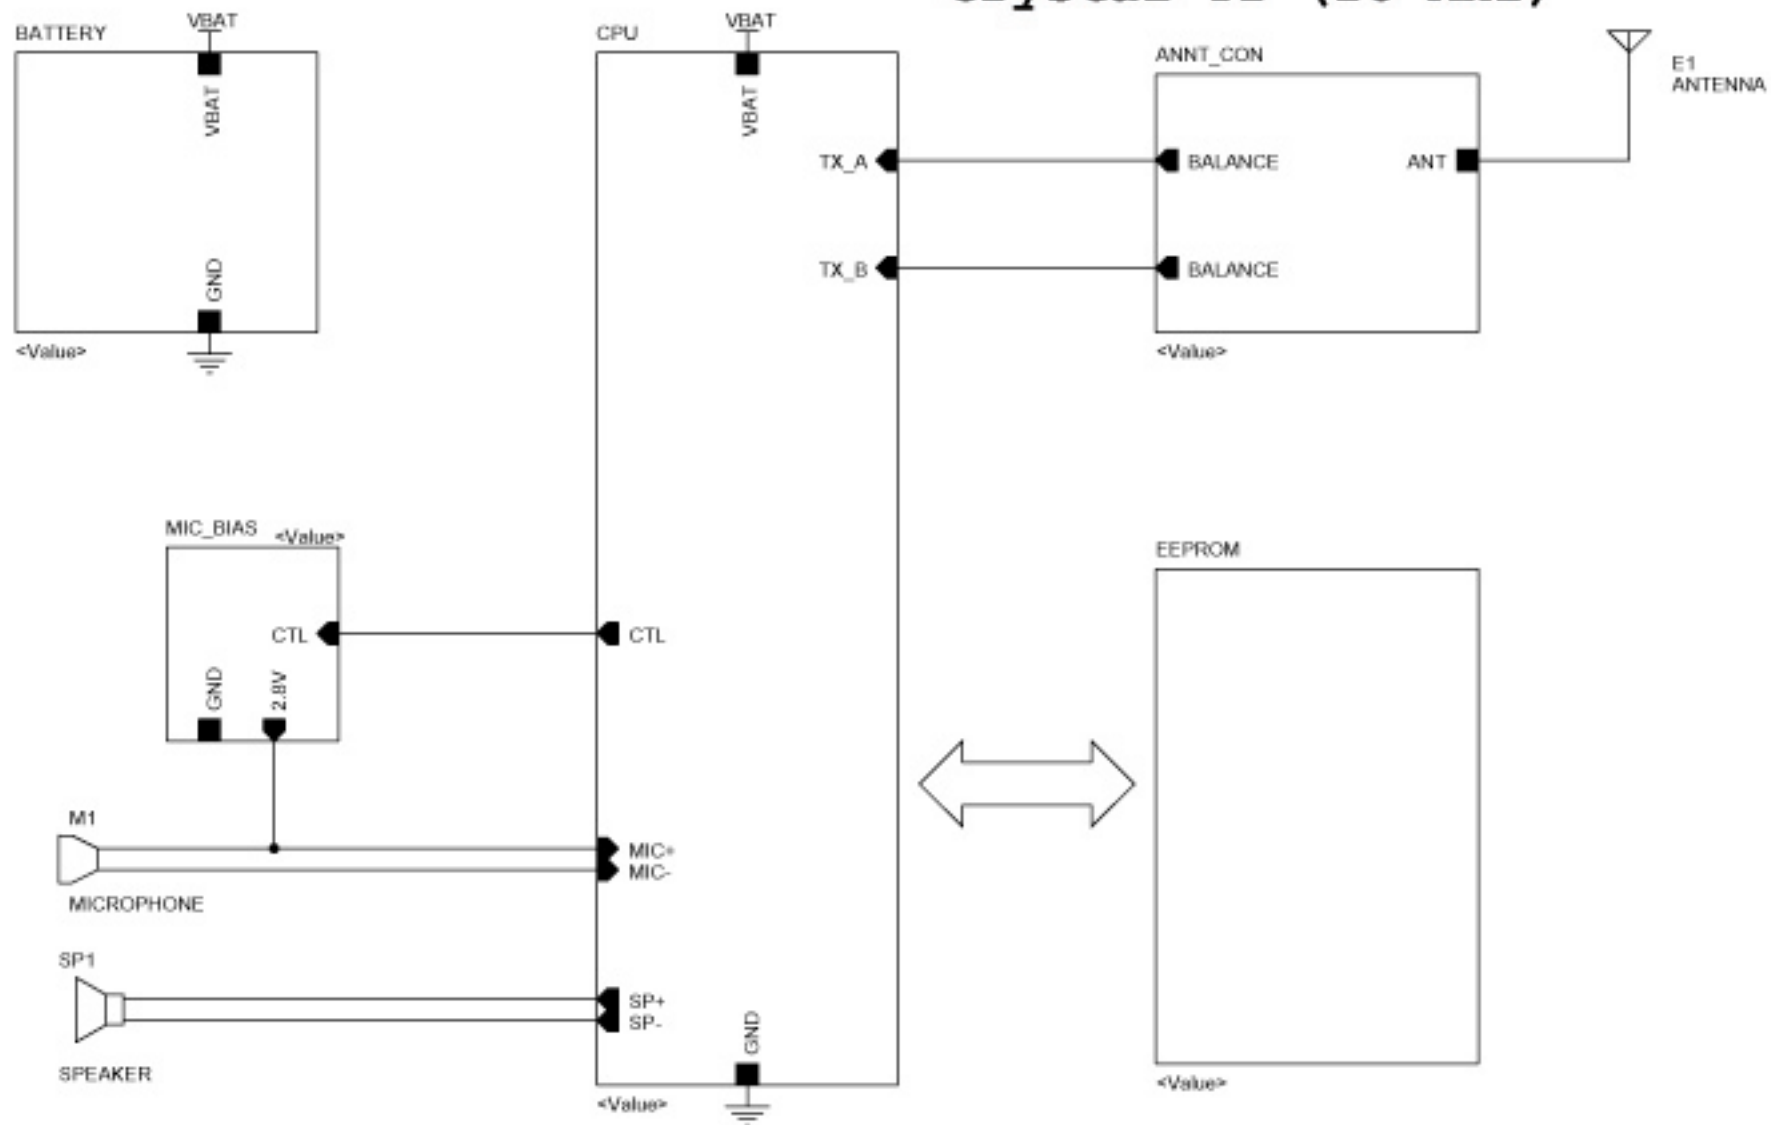 BATTERY
VBAT
VBAT
GND
<Value>
CPU
VBAT
VBAT
TX_A
TX_B
ANNT_CON
BALANCE
ANT
BALANCE
<Value>
E1
ANTENNA
MIC_BIAS
<Value>
CTL
GND
2.8V
CTL
M1
MICROPHONE
MIC+
MIC-
SP1
SPEAKER
SP+
SP-
GND
<Value>
EEPROM
<Value>